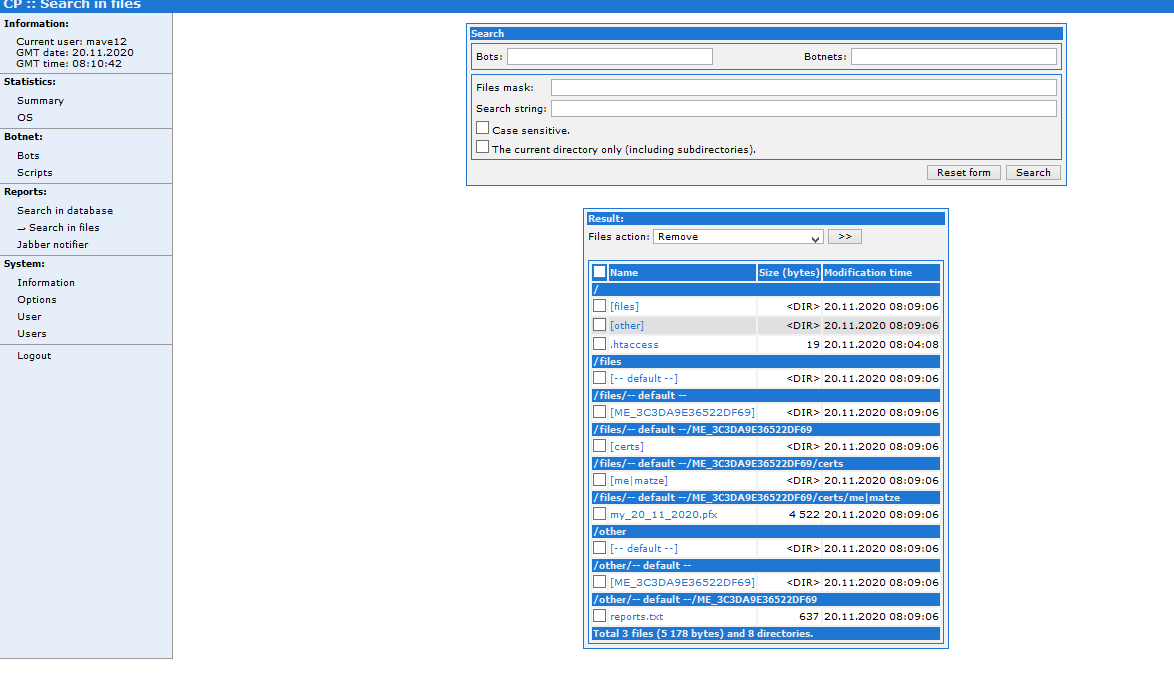 CP :: Search in files
Information:
Current user: mave12
GMT date: 20.11.2020
GMT time: 08:10:42
Statistics:
Summary
OS
Botnet:
Bots
Scripts
Reports:
Search in database
→ Search in files
Jabber notifier
System:
Information
Options
User
Users
Logout
Search
Bots: Botnets:
Files mask:
Search string:
Case sensitive.
The current directory only (including subdirectories).
Reset form Search
Result:
Files action: Remove >>
Name Size (bytes) Modification time
/
[files] <DIR> 20.11.2020 08:09:06
[other] <DIR> 20.11.2020 08:09:06
.htaccess 19 20.11.2020 08:04:08
/files
[-- default --] <DIR> 20.11.2020 08:09:06
/files/-- default --
[ME_3C3DA9E36522DF69] <DIR> 20.11.2020 08:09:06
/files/-- default --/ME_3C3DA9E36522DF69
[certs] <DIR> 20.11.2020 08:09:06
/files/-- default --/ME_3C3DA9E36522DF69/certs
[me|matze] <DIR> 20.11.2020 08:09:06
/files/-- default --/ME_3C3DA9E36522DF69/certs/me|matze
my_20_11_2020.pfx 4 522 20.11.2020 08:09:06
/other
[-- default --] <DIR> 20.11.2020 08:09:06
/other/-- default --
[ME_3C3DA9E36522DF69] <DIR> 20.11.2020 08:09:06
/other/-- default --/ME_3C3DA9E36522DF69
reports.txt 637 20.11.2020 08:09:06
Total 3 files (5 178 bytes) and 8 directories.